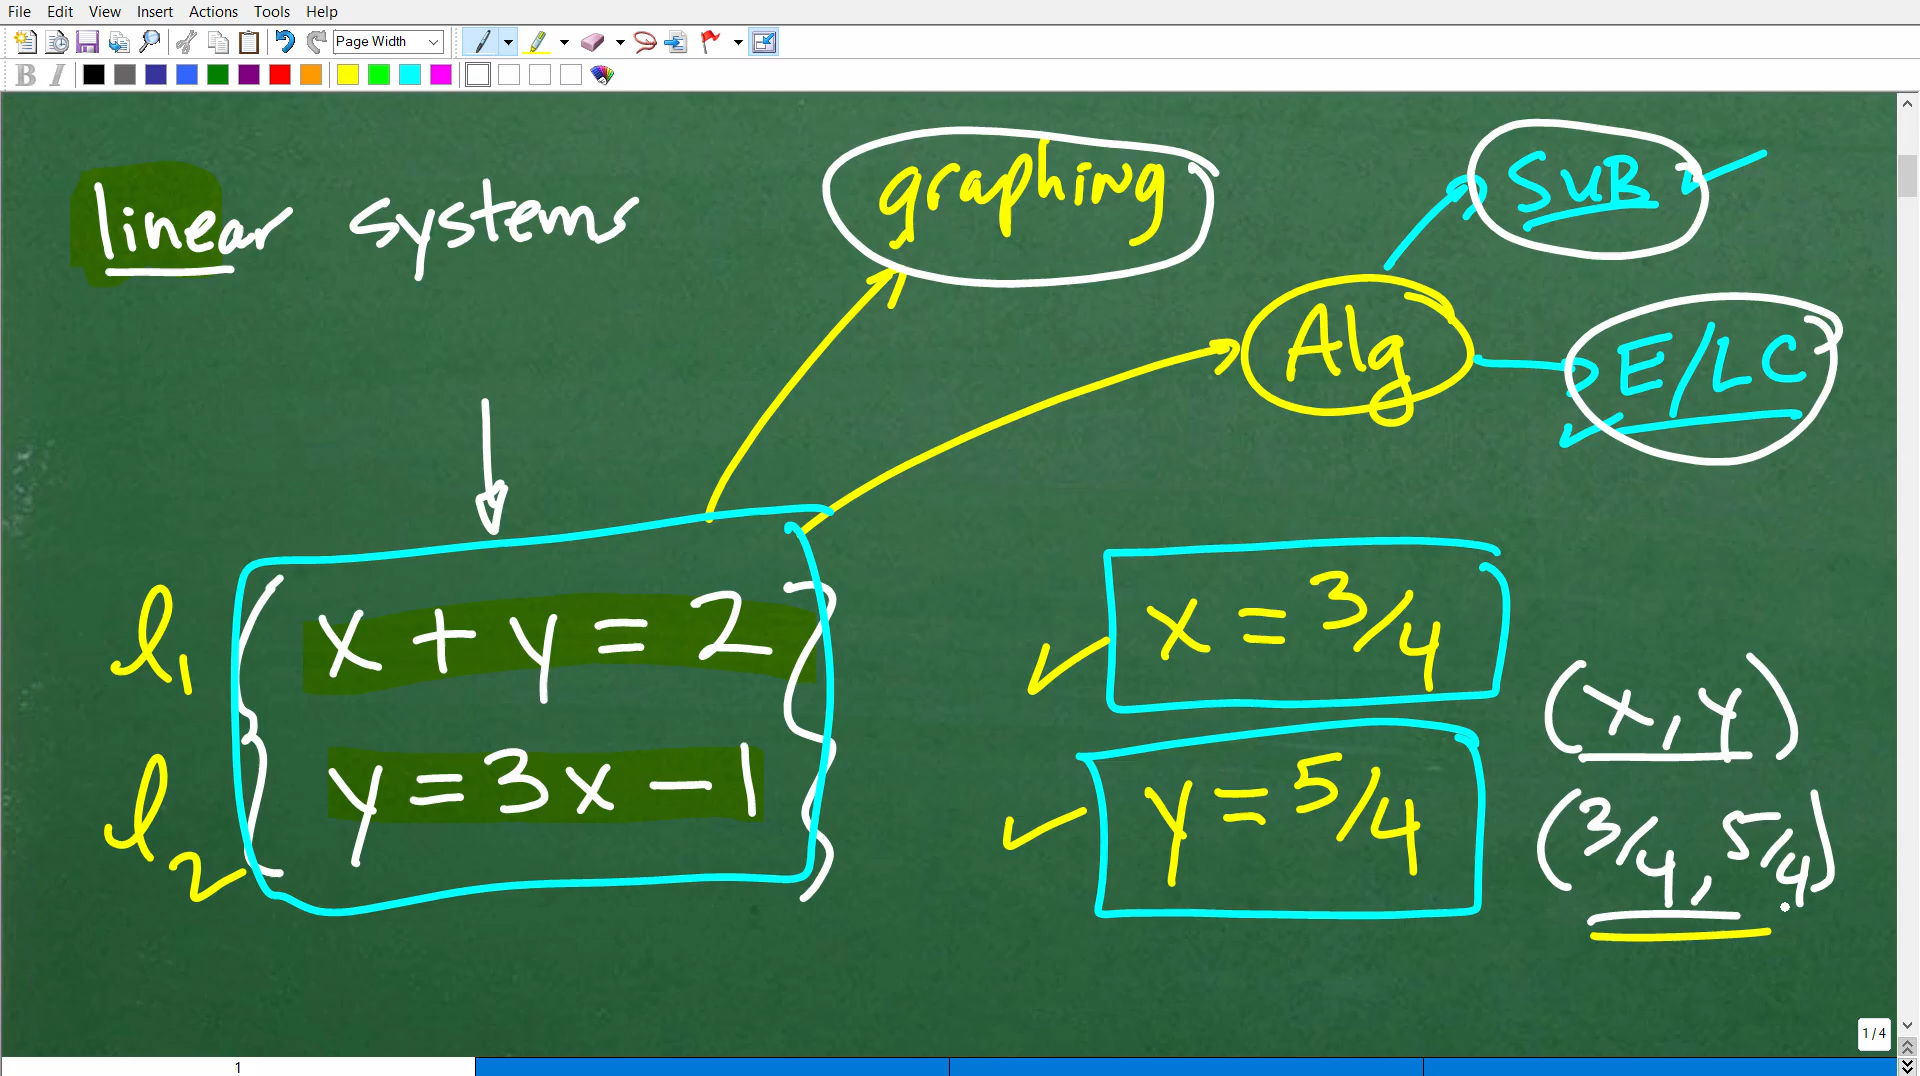 File Edit View Insert Actions Tools Help
Page Width
B I
linear systems
graphing
SUB
Alg
E/LC
l1
x + y = 2
l2
y = 3x - 1
x = 3/4
y = 5/4
(x, y)
(3/4, 5/4)
1 / 4
1